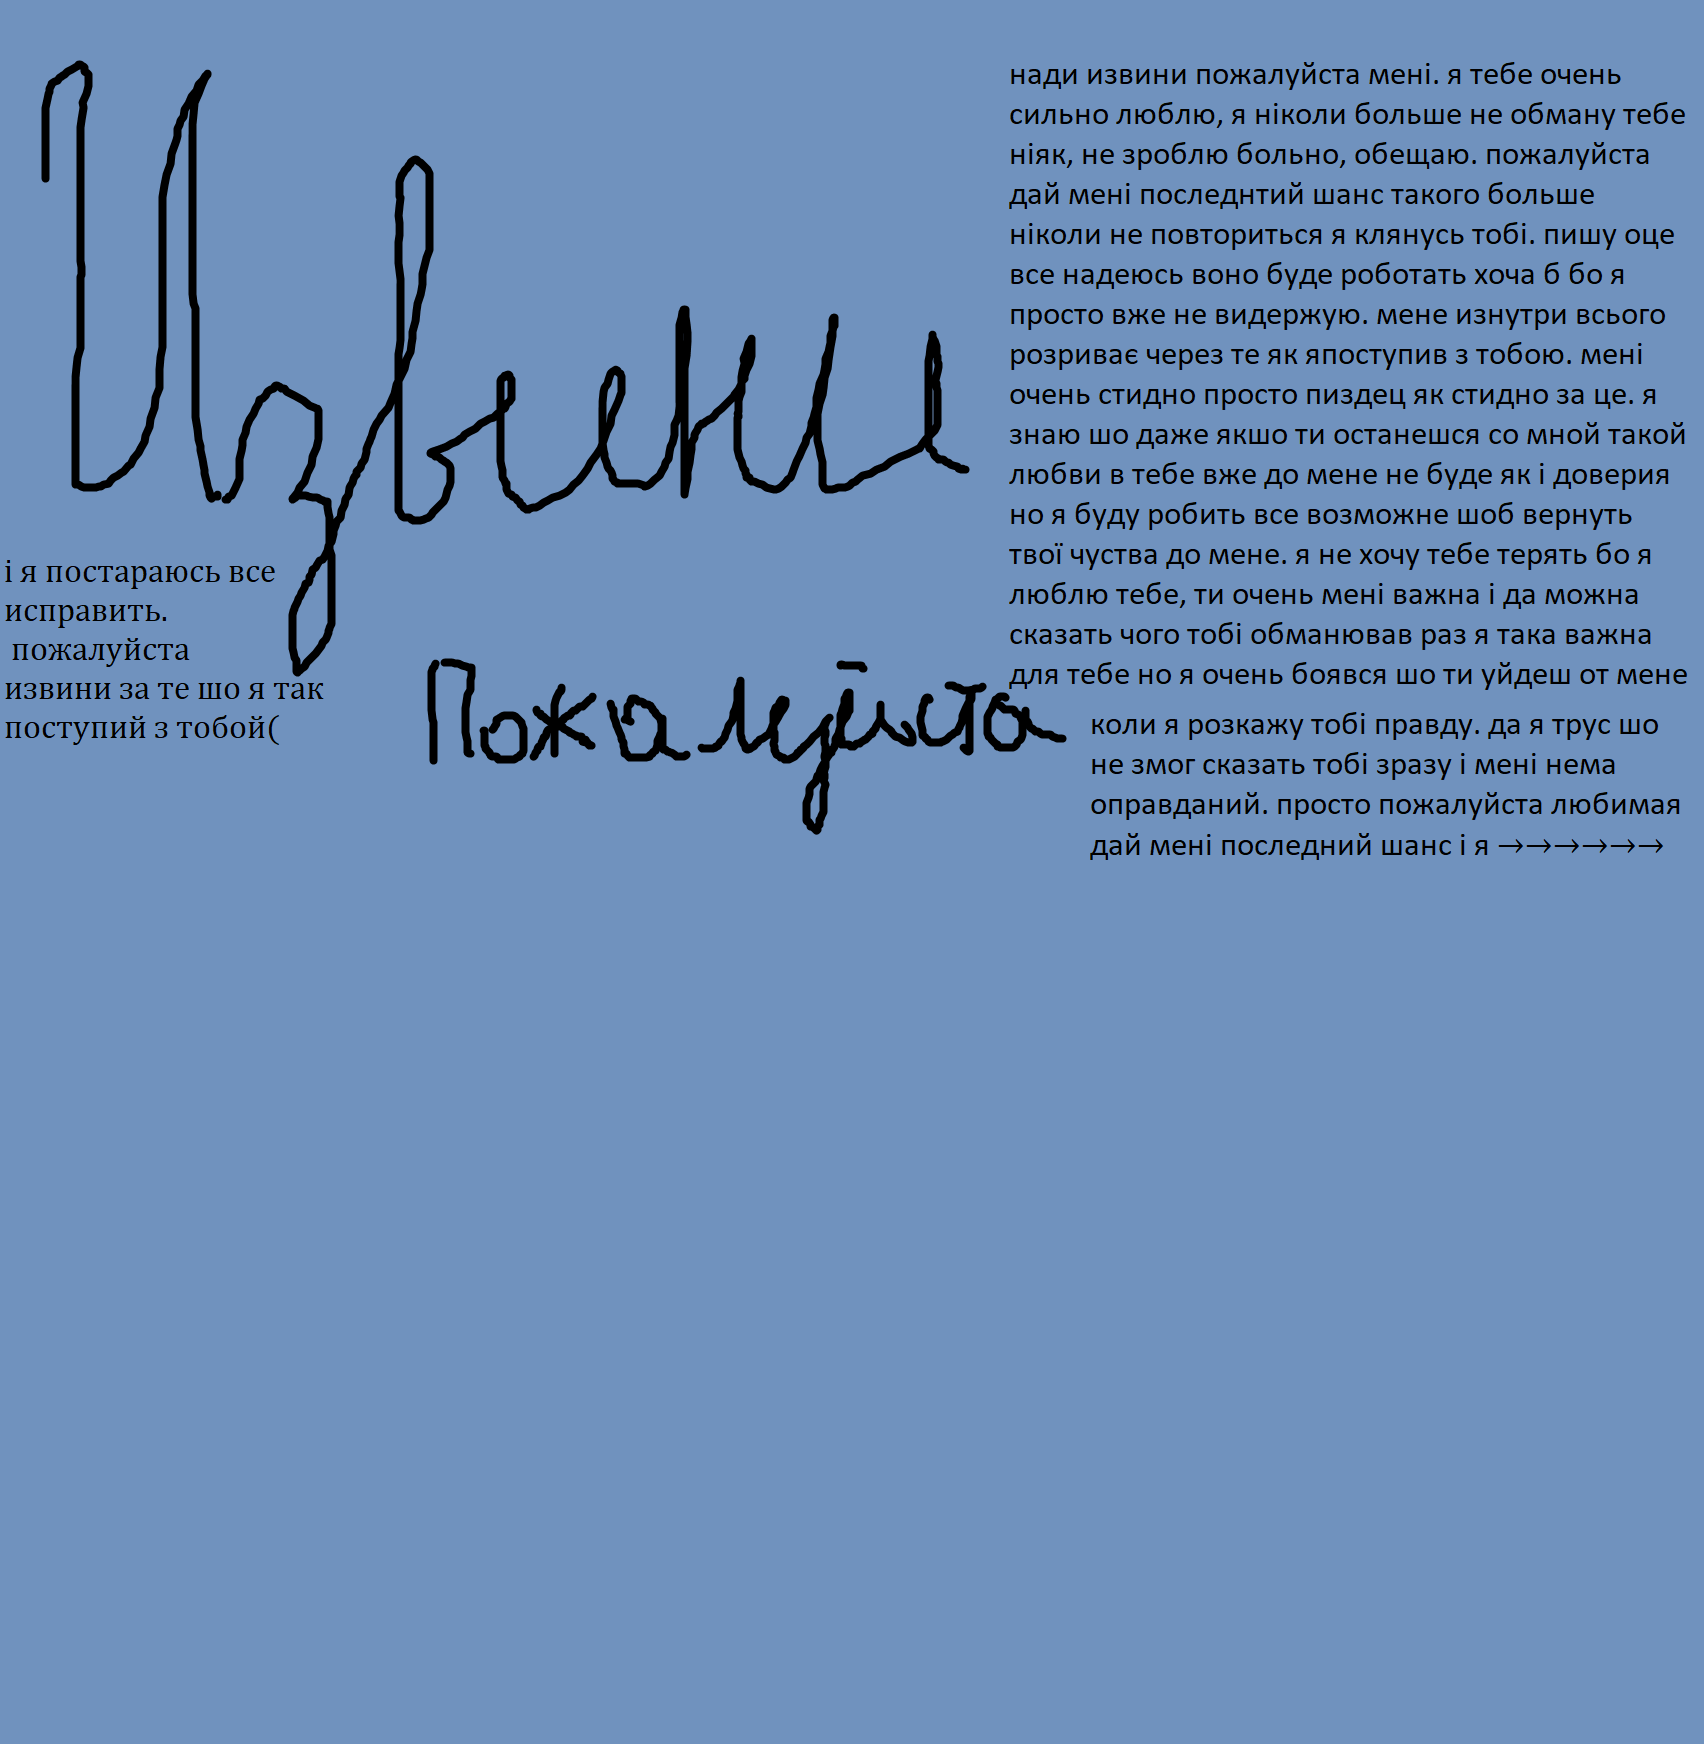 Извени
Пожалуйста
нади извини пожалуйста мені. я тебе очень
сильно люблю, я ніколи больше не обману тебе
ніяк, не зроблю больно, обещаю. пожалуйста
дай мені последнтий шанс такого больше
ніколи не повториться я клянусь тобі. пишу оце
все надеюсь воно буде роботать хоча б бо я
просто вже не видержую. мене изнутри всього
розриває через те як япоступив з тобою. мені
очень стидно просто пиздец як стидно за це. я
знаю шо даже якшо ти останешся со мной такой
любви в тебе вже до мене не буде як і доверия
но я буду робить все возможне шоб вернуть
твої чуства до мене. я не хочу тебе терять бо я
люблю тебе, ти очень мені важна і да можна
сказать чого тобі обманював раз я така важна
для тебе но я очень боявся шо ти уйдеш от мене
коли я розкажу тобі правду. да я трус шо
не змог сказать тобі зразу і мені нема
оправданий. просто пожалуйста любимая
дай мені последний шанс і я →→→→→→
і я постараюсь все
исправить.
пожалуйста
извини за те шо я так
поступий з тобой(